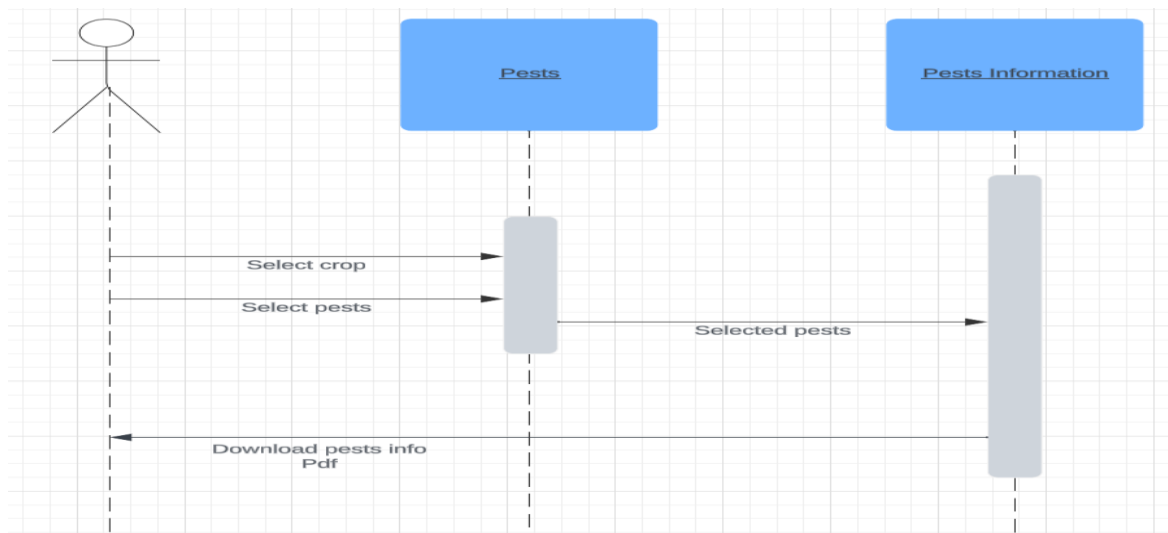 Pests
Pests Information
Select crop
Select pests
Selected pests
Download pests info
Pdf